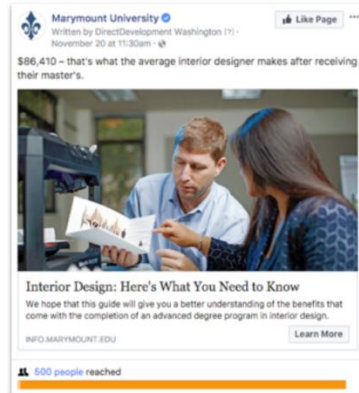 Marymount University
Like Page
Written by DirectDevelopment Washington [?] ·
November 20 at 11:30am ·
$86,410 – that's what the average interior designer makes after receiving
their master's.
Interior Design: Here's What You Need to Know
We hope that this guide will give you a better understanding of the benefits that
come with the completion of an advanced degree program in interior design.
Learn More
INFO.MARYMOUNT.EDU
500 people reached